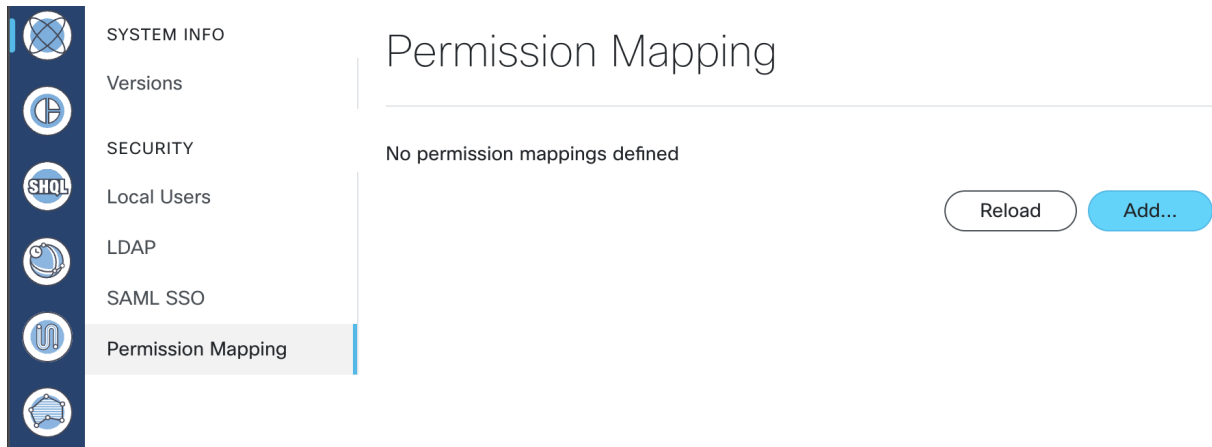 SYSTEM INFO
Versions
SECURITY
Local Users
LDAP
SAML SSO
Permission Mapping
SHQL
Permission Mapping
No permission mappings defined
Reload
Add...